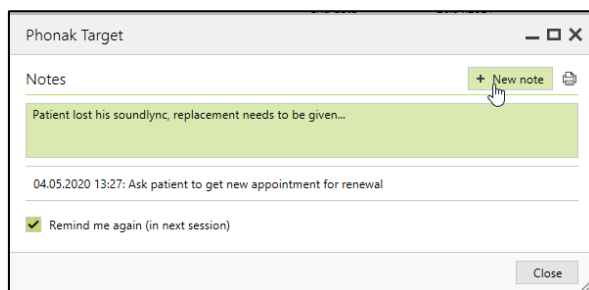 Phonak Target
Notes
+ New note
Patient lost his soundlync, replacement needs to be given...
04.05.2020 13:27: Ask patient to get new appointment for renewal
Remind me again (in next session)
Close